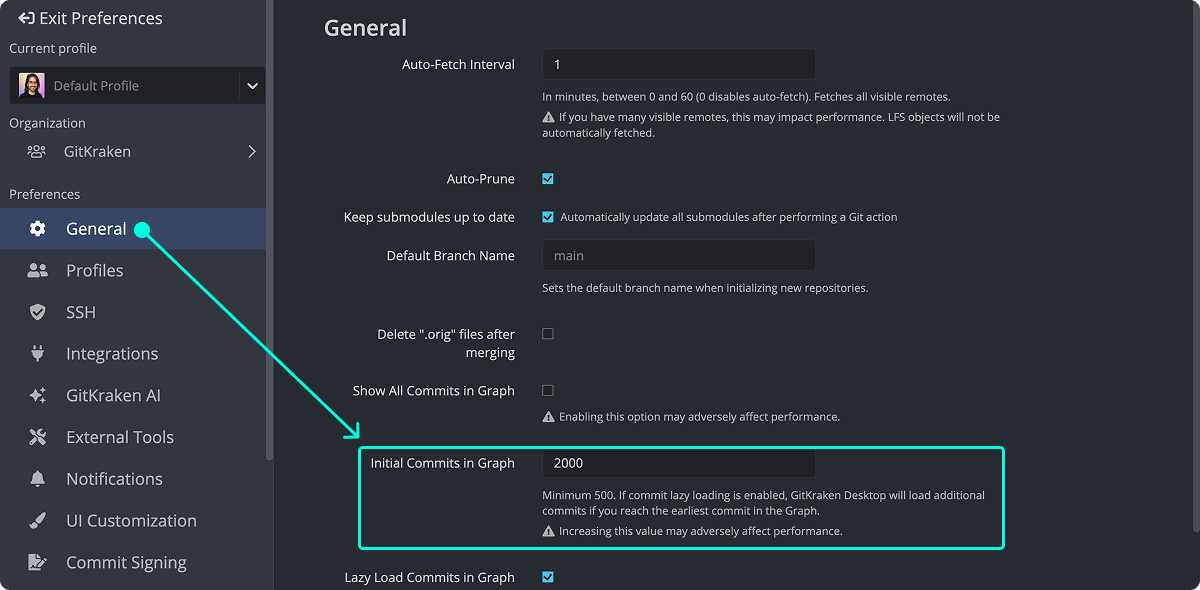 Exit Preferences
Current profile
Default Profile
Organization
GitKraken
Preferences
General
Profiles
SSH
Integrations
GitKraken AI
External Tools
Notifications
UI Customization
Commit Signing
General
Auto-Fetch Interval
1
In minutes, between 0 and 60 (0 disables auto-fetch). Fetches all visible remotes.
If you have many visible remotes, this may impact performance. LFS objects will not be
automatically fetched.
Auto-Prune
Keep submodules up to date
Automatically update all submodules after performing a Git action
Default Branch Name
main
Sets the default branch name when initializing new repositories.
Delete ".orig" files after
merging
Show All Commits in Graph
Enabling this option may adversely affect performance.
Initial Commits in Graph
2000
Minimum 500. If commit lazy loading is enabled, GitKraken Desktop will load additional
commits if you reach the earliest commit in the Graph.
Increasing this value may adversely affect performance.
Lazy Load Commits in Graph